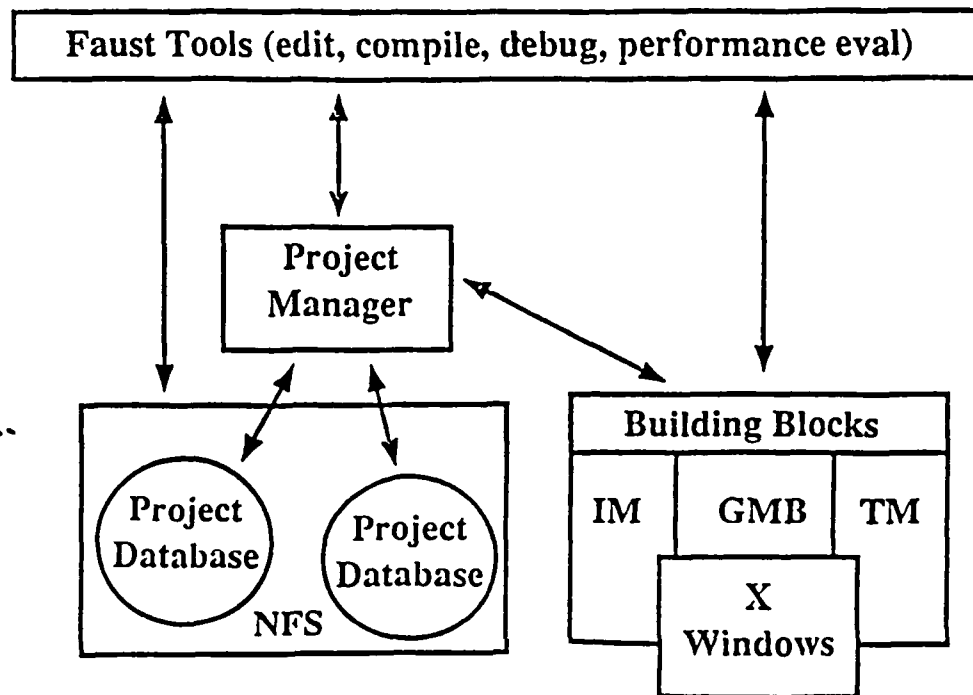 Faust Tools (edit, compile, debug, performance eval)
Project
Manager
Building Blocks
IM GMB TM
Project
Database
Project
Database
NFS
X
Windows